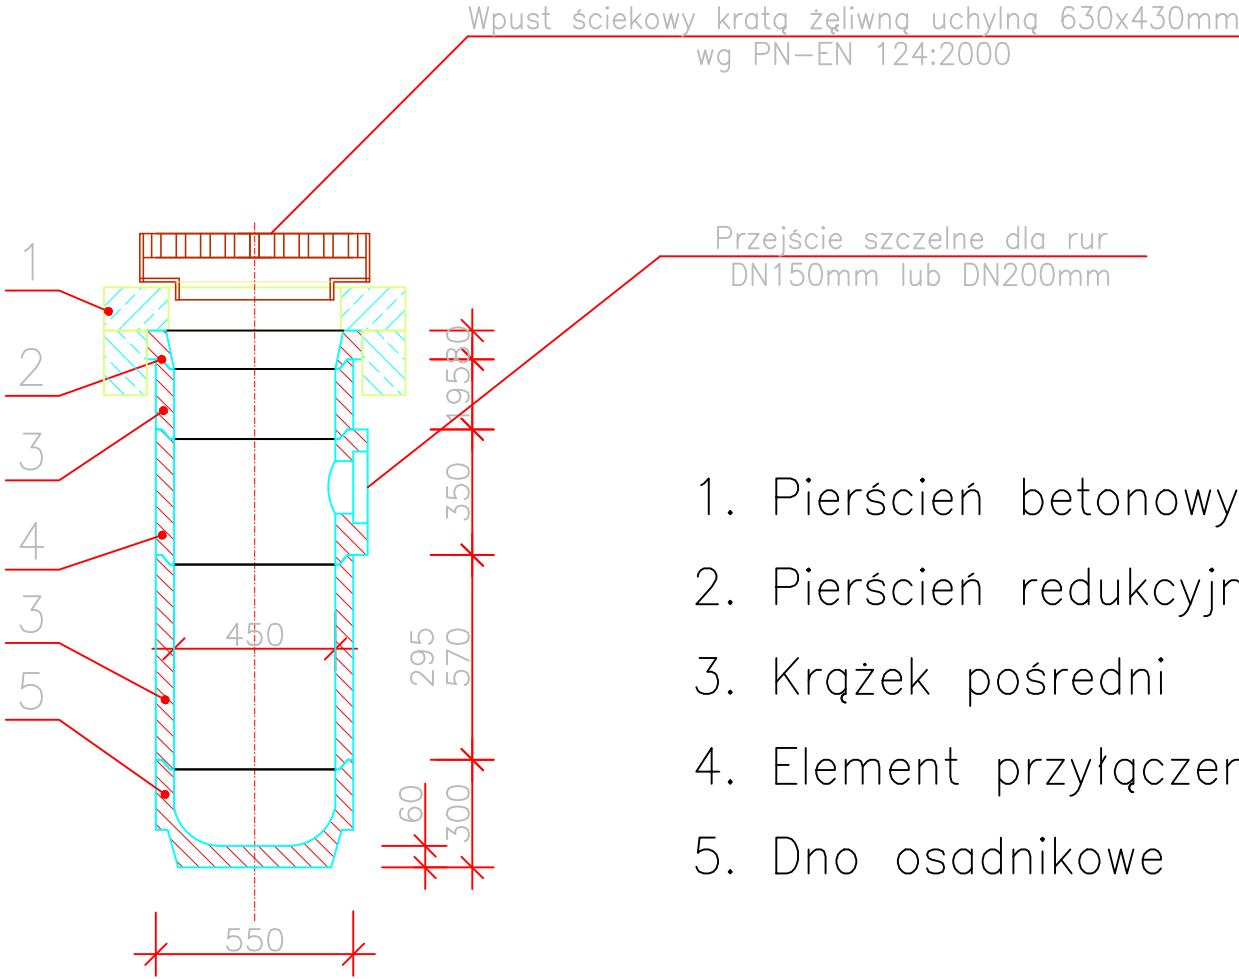 Wpust ściekowy kratą żęliwną uchylną 630x430mm
wg PN-EN 124:2000
Przejście szczelne dla rur
DN150mm lub DN200mm
1
2
3
4
3
5
80
195
350
295
570
60
300
450
550
1. Pierścień betonowy
2. Pierścień redukcyjn
3. Krążek pośredni
4. Element przyłączen
5. Dno osadnikowe